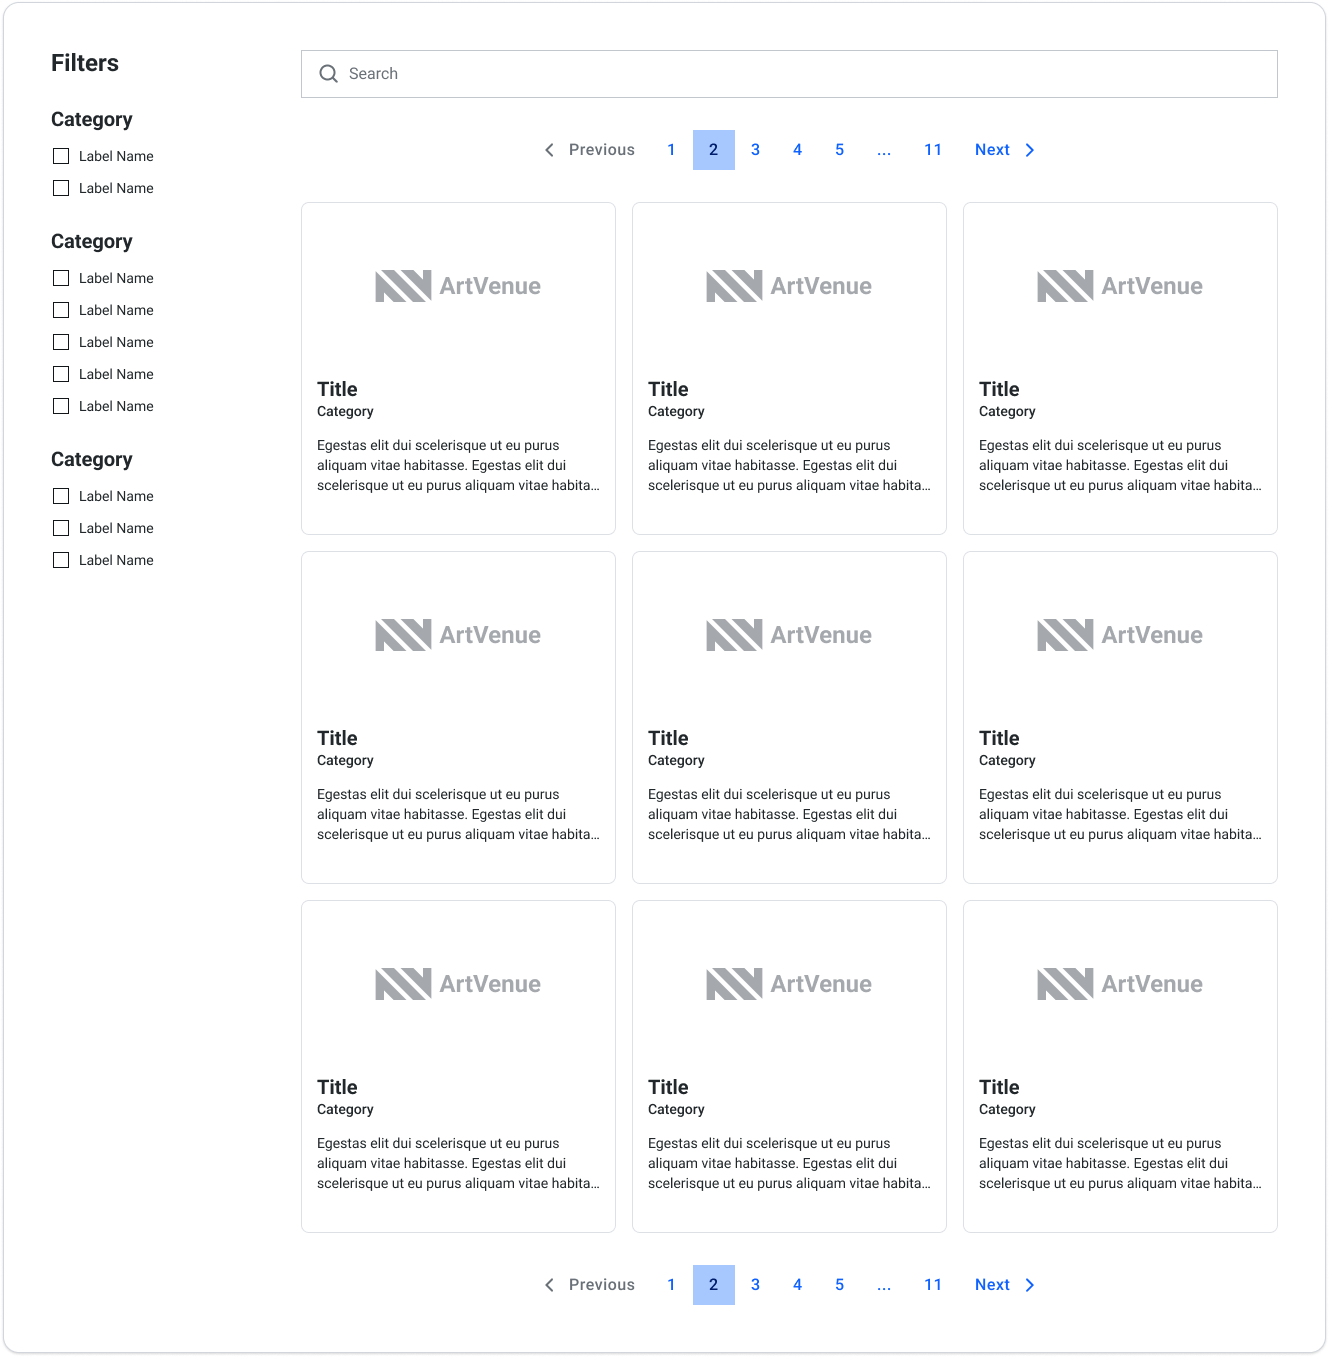 Filters
Category
Label Name
Label Name
Category
Label Name
Label Name
Label Name
Label Name
Label Name
Category
Label Name
Label Name
Label Name
Search
Previous 1 2 3 4 5 ... 11 Next
ArtVenue
Title
Category
Egestas elit dui scelerisque ut eu purus
aliquam vitae habitasse. Egestas elit dui
scelerisque ut eu purus aliquam vitae habita...
ArtVenue
Title
Category
Egestas elit dui scelerisque ut eu purus
aliquam vitae habitasse. Egestas elit dui
scelerisque ut eu purus aliquam vitae habita...
ArtVenue
Title
Category
Egestas elit dui scelerisque ut eu purus
aliquam vitae habitasse. Egestas elit dui
scelerisque ut eu purus aliquam vitae habita...
ArtVenue
Title
Category
Egestas elit dui scelerisque ut eu purus
aliquam vitae habitasse. Egestas elit dui
scelerisque ut eu purus aliquam vitae habita...
ArtVenue
Title
Category
Egestas elit dui scelerisque ut eu purus
aliquam vitae habitasse. Egestas elit dui
scelerisque ut eu purus aliquam vitae habita...
ArtVenue
Title
Category
Egestas elit dui scelerisque ut eu purus
aliquam vitae habitasse. Egestas elit dui
scelerisque ut eu purus aliquam vitae habita...
ArtVenue
Title
Category
Egestas elit dui scelerisque ut eu purus
aliquam vitae habitasse. Egestas elit dui
scelerisque ut eu purus aliquam vitae habita...
ArtVenue
Title
Category
Egestas elit dui scelerisque ut eu purus
aliquam vitae habitasse. Egestas elit dui
scelerisque ut eu purus aliquam vitae habita...
ArtVenue
Title
Category
Egestas elit dui scelerisque ut eu purus
aliquam vitae habitasse. Egestas elit dui
scelerisque ut eu purus aliquam vitae habita...
Previous 1 2 3 4 5 ... 11 Next